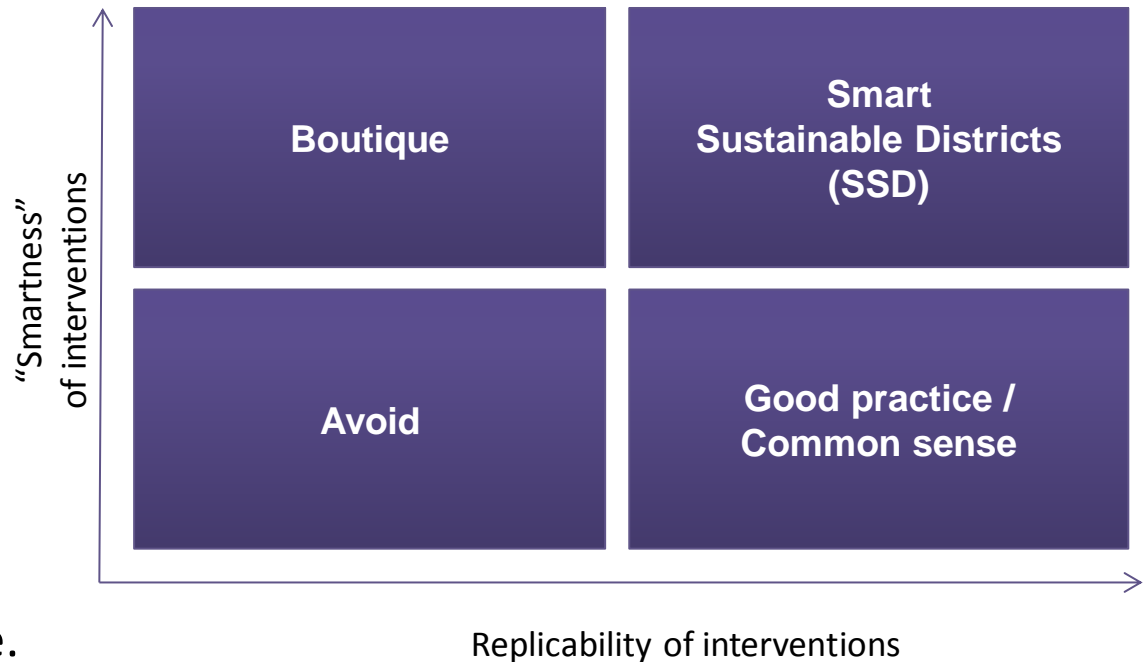 “Smartness”
of interventions
Boutique
Smart
Sustainable Districts
(SSD)
Avoid
Good practice /
Common sense
e.
Replicability of interventions